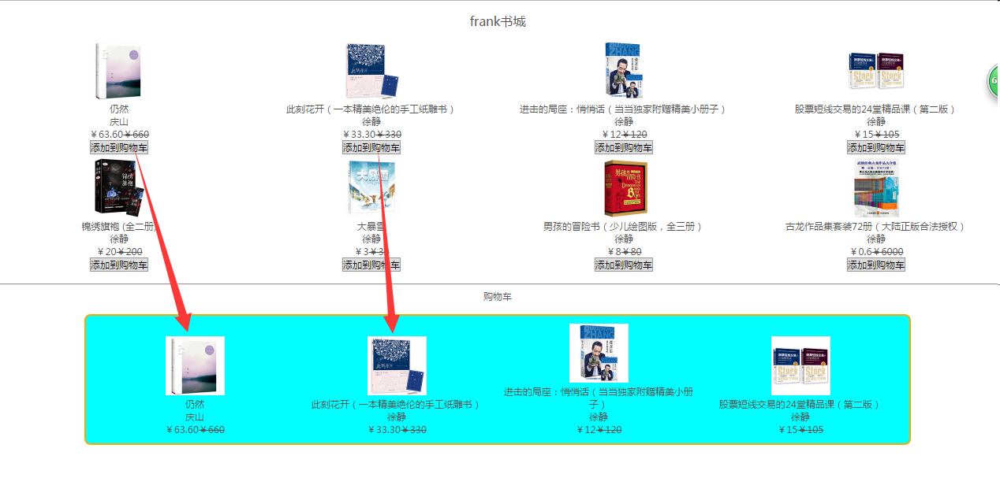 frank书城
仍然
庆山
￥63.60￥660
添加到购物车
此刻花开（一本精美绝伦的手工纸雕书）
徐静
￥33.30￥330
添加到购物车
进击的局座：悄悄话（当当独家附赠精美小册子）
徐静
￥12￥120
添加到购物车
股票短线交易的24堂精品课（第二版）
徐静
￥15￥105
添加到购物车
锦绣旗袍 (全二册)
徐静
￥20￥200
添加到购物车
大暴雪
大暴雪
徐静
￥3￥3
添加到购物车
男孩的冒险书（少儿绘图版，全三册）
徐静
￥8￥80
添加到购物车
古龙作品集套装72册（大陆正版合法授权）
徐静
￥0.6￥6000
添加到购物车
购物车
仍然
庆山
￥63.60￥660
此刻花开（一本精美绝伦的手工纸雕书）
徐静
￥33.30￥330
进击的局座：悄悄话（当当独家附赠精美小册
子）
徐静
￥12￥120
股票短线交易的24堂精品课（第二版）
徐静
￥15￥105